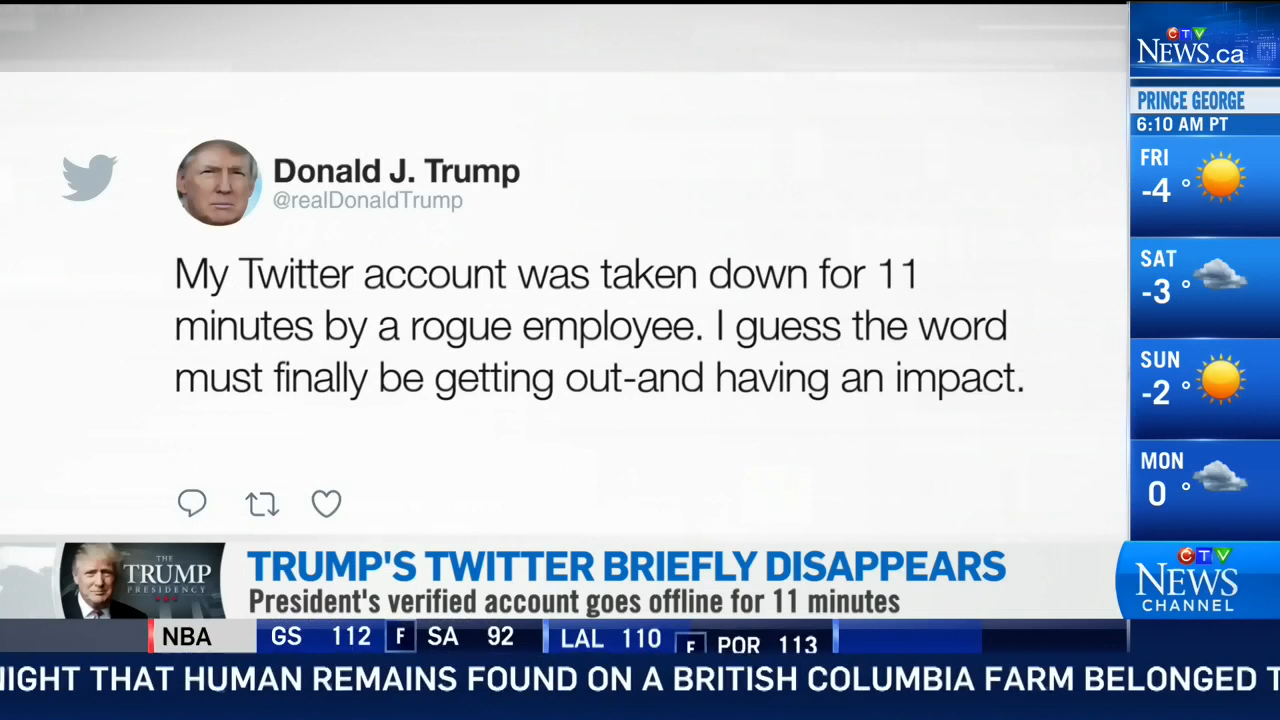 Donald J. Trump
@realDonaldTrump
My Twitter account was taken down for 11
minutes by a rogue employee. I guess the word
must finally be getting out-and having an impact.
CTV
NEWS.ca
PRINCE GEORGE
6:10 AM PT
FRI
-4°
SAT
-3°
SUN
-2°
MON
0°
THE
TRUMP
PRESIDENCY
TRUMP'S TWITTER BRIEFLY DISAPPEARS
President's verified account goes offline for 11 minutes
CTV
NEWS
CHANNEL
NBA GS 112 F SA 92 LAL 110 F POR 113
NIGHT THAT HUMAN REMAINS FOUND ON A BRITISH COLUMBIA FARM BELONGED T